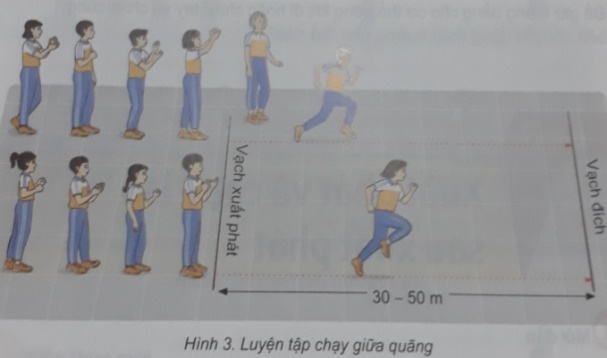 Vạch xuất phát
Vạch đích
30 – 50 m
Hình 3. Luyện tập chạy giữa quãng